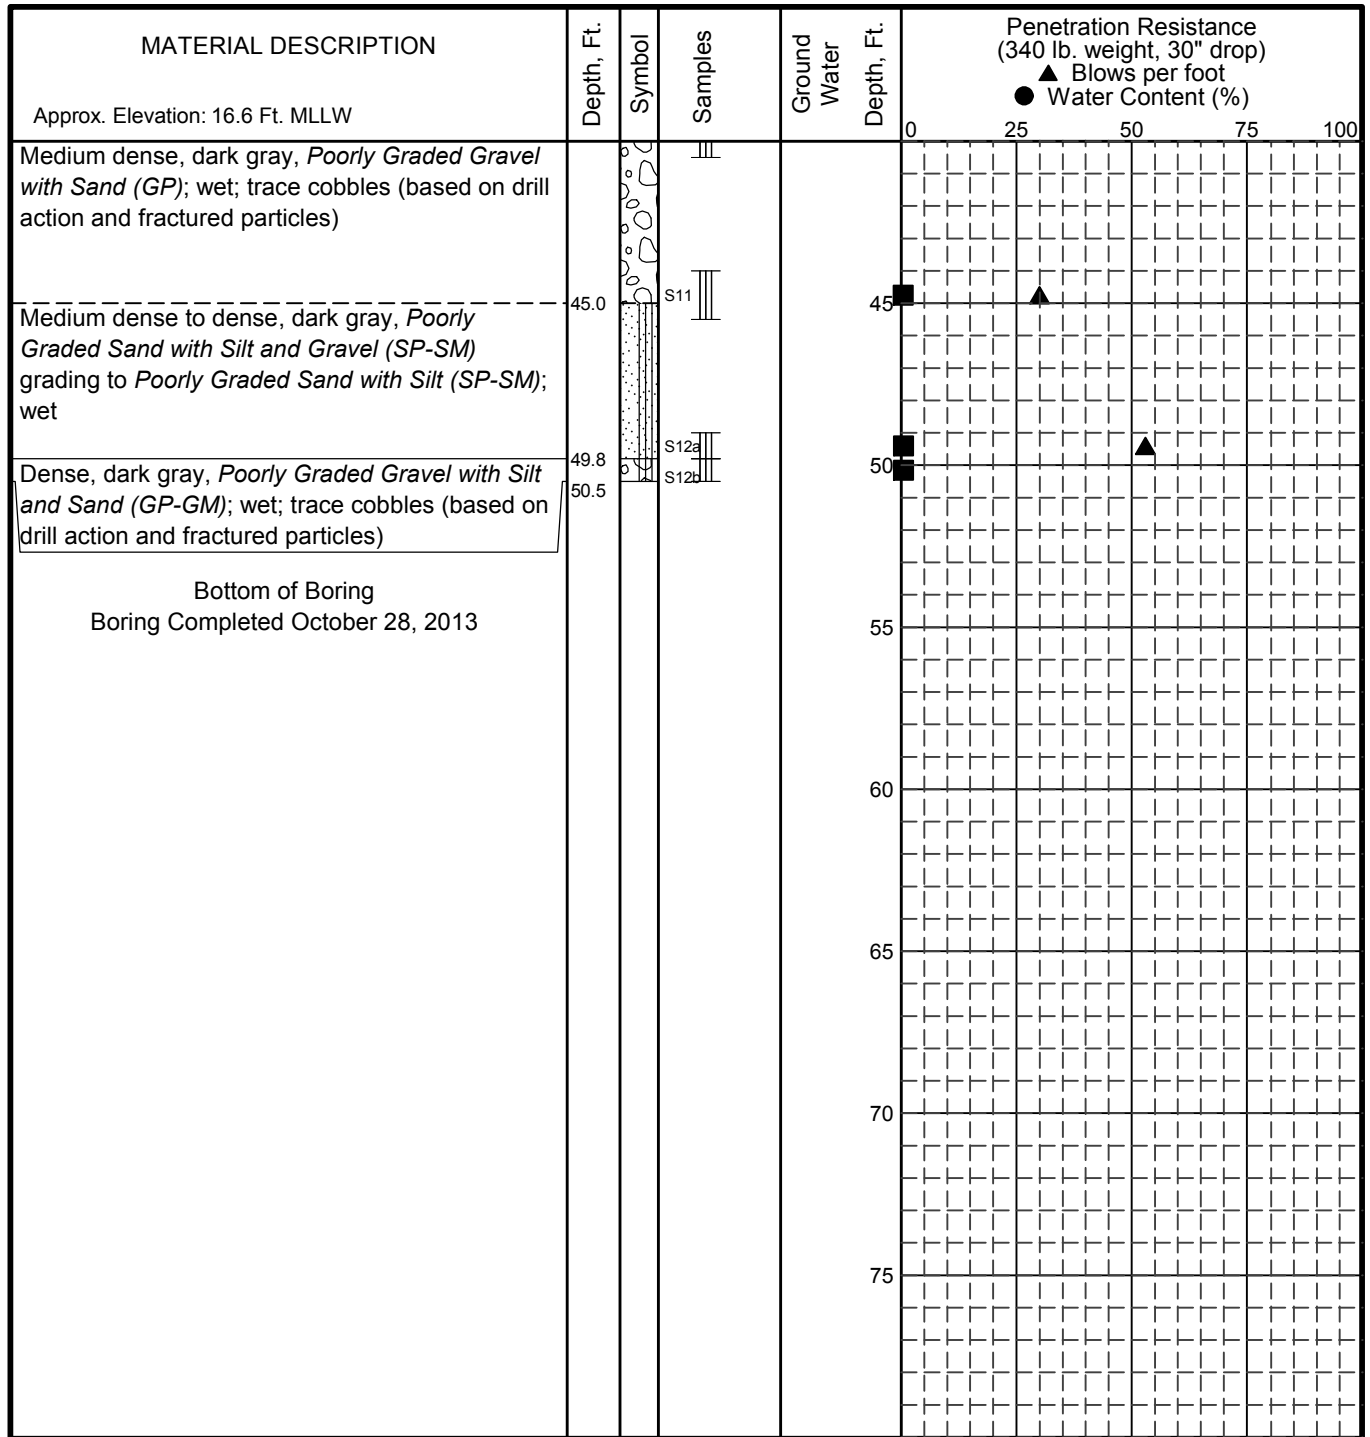 MATERIAL DESCRIPTION
Approx. Elevation: 16.6 Ft. MLLW
Depth, Ft.
Symbol
Samples
Ground
Water
Depth, Ft.
Penetration Resistance
(340 lb. weight, 30" drop)
▲ Blows per foot
● Water Content (%)
0 25 50 75 100
Medium dense, dark gray, Poorly Graded Gravel
with Sand (GP); wet; trace cobbles (based on drill
action and fractured particles)
45.0
S11
45
Medium dense to dense, dark gray, Poorly
Graded Sand with Silt and Gravel (SP-SM)
grading to Poorly Graded Sand with Silt (SP-SM);
wet
49.8
S12a
50
Dense, dark gray, Poorly Graded Gravel with Silt
and Sand (GP-GM); wet; trace cobbles (based on
drill action and fractured particles)
50.5
S12b
Bottom of Boring
Boring Completed October 28, 2013
55
60
65
70
75